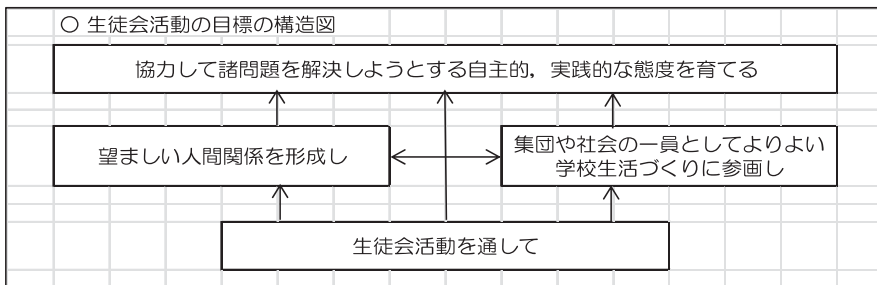 ○ 生徒会活動の目標の構造図
協力して諸問題を解決しようとする自主的，実践的な態度を育てる
望ましい人間関係を形成し
集団や社会の一員としてよりよい
学校生活づくりに参画し
生徒会活動を通して